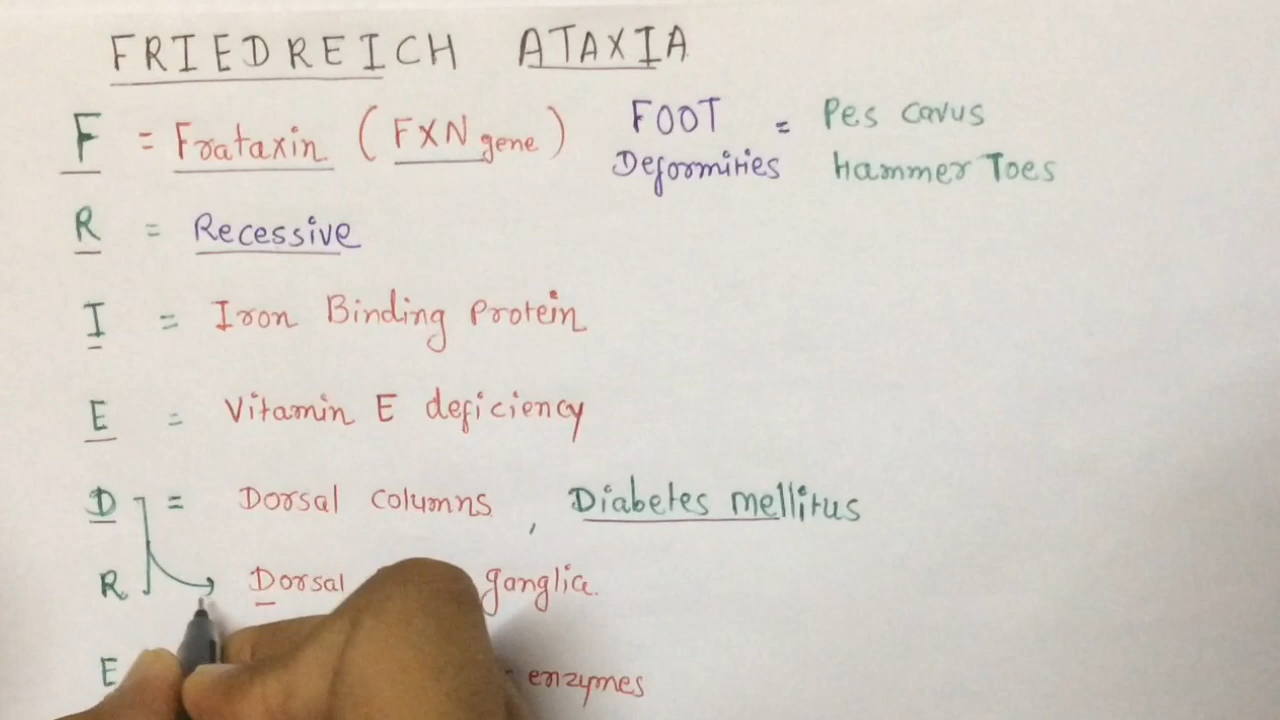 FRIEDREICH ATAXIA
F = Frataxin (FXN gene) FOOT Deformities = Pes cavus Hammer Toes
R = Recessive
I = Iron Binding protein
E = Vitamin E deficiency
D = Dorsal columns, Diabetes mellitus
R Dorsal ganglia.
E enzymes